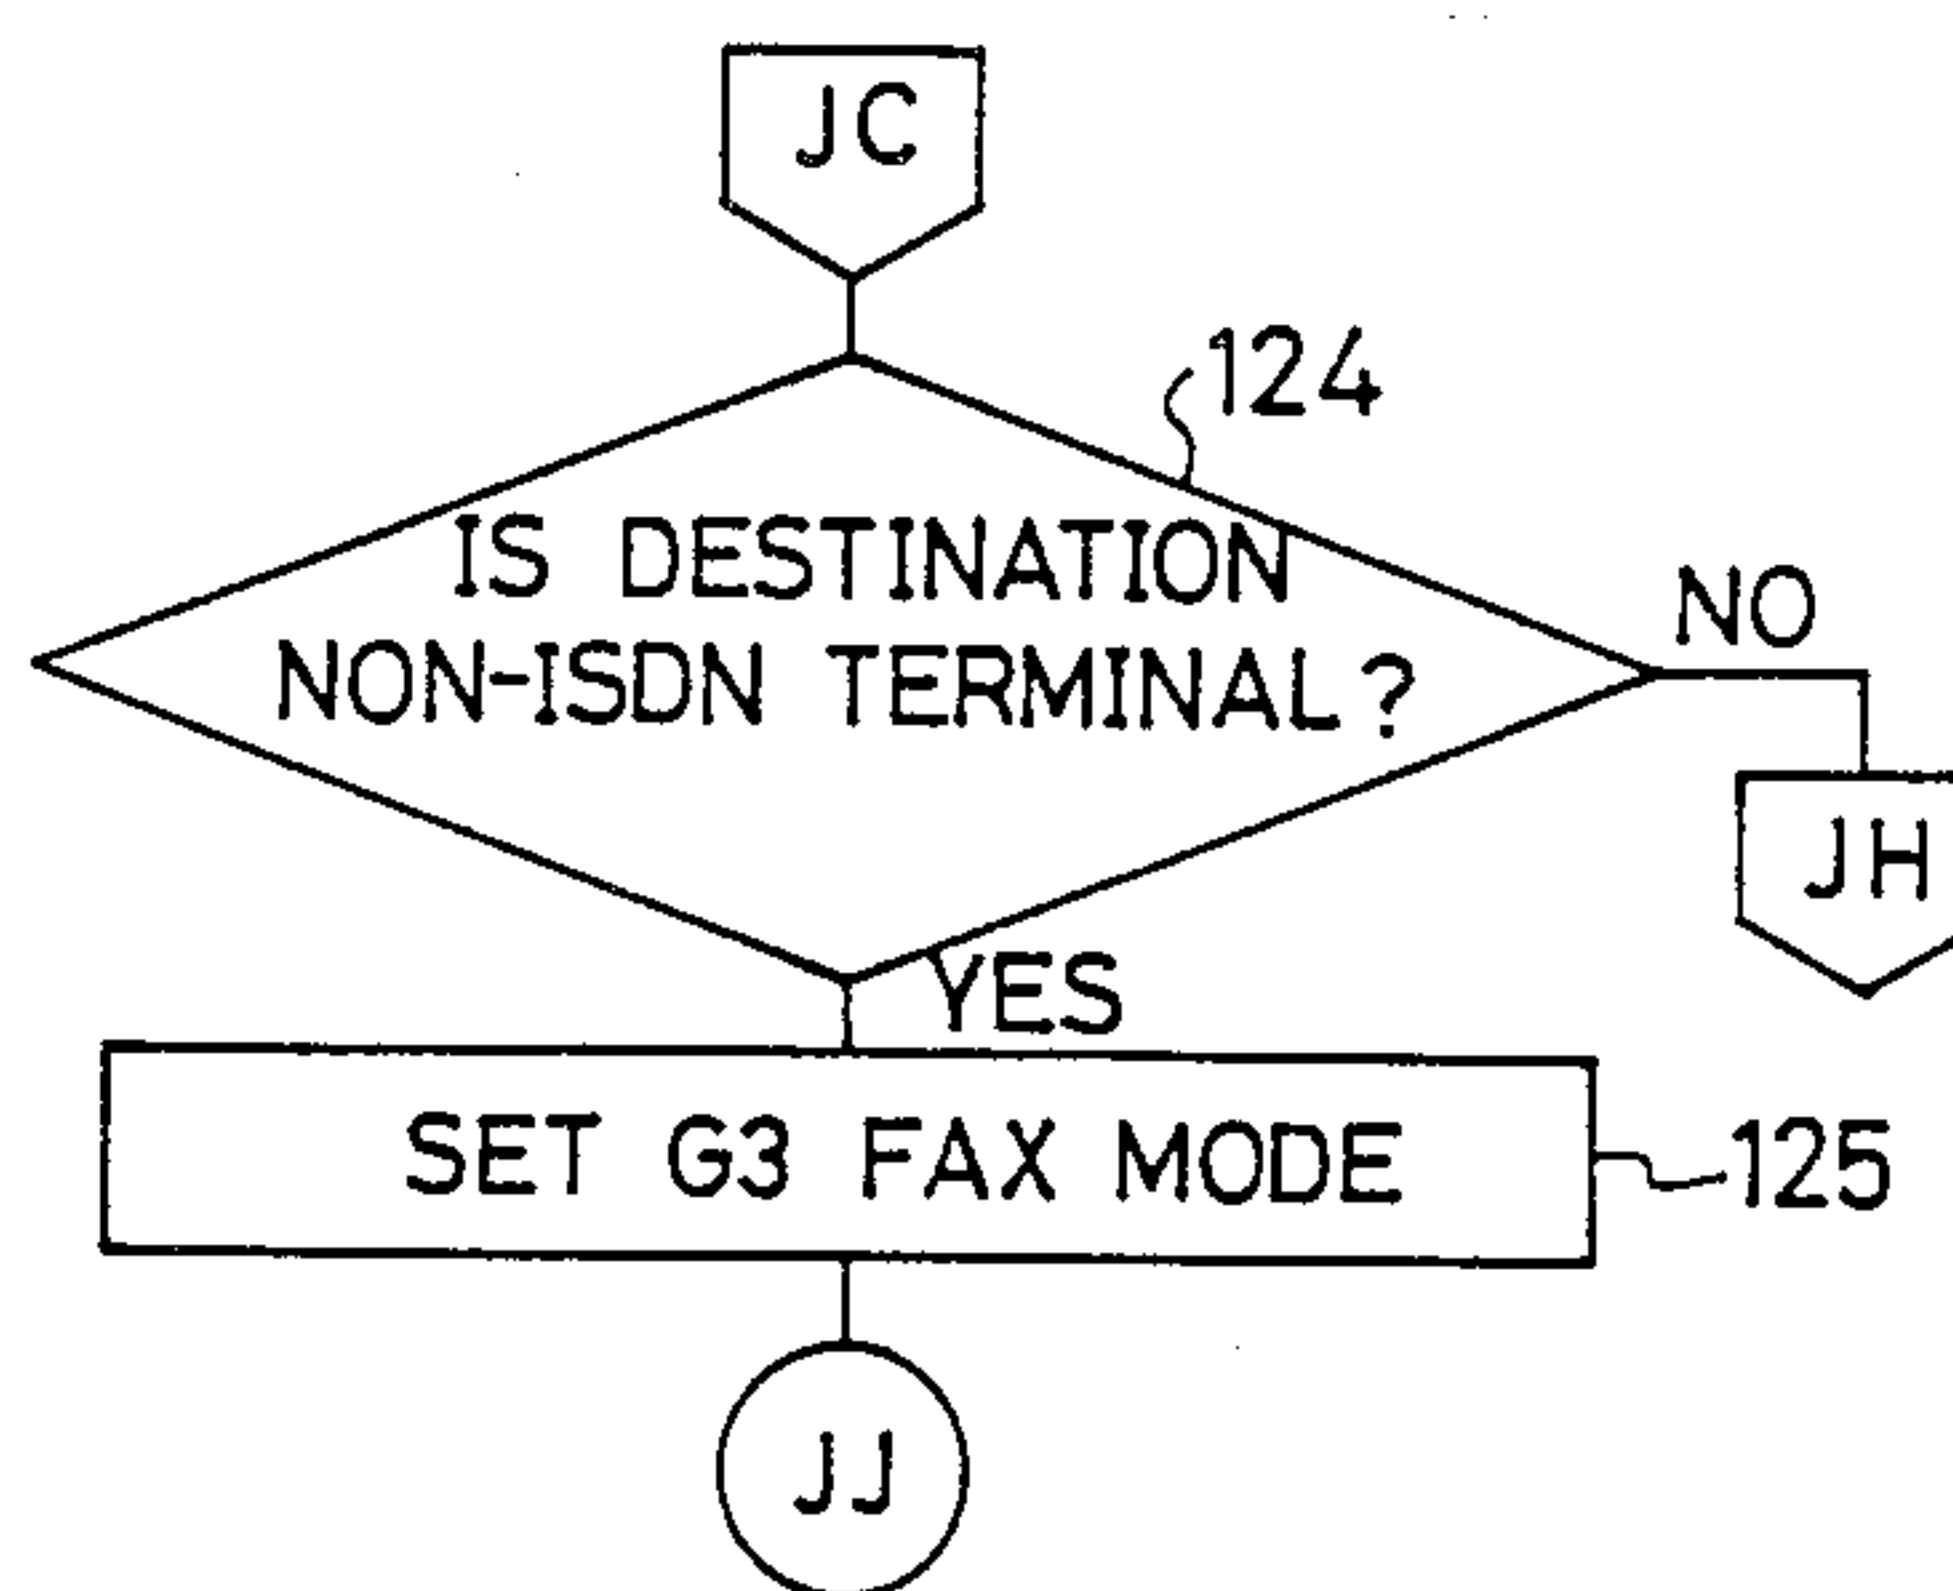 JC
124
IS DESTINATION
NON-ISDN TERMINAL?
NO
JH
YES
SET G3 FAX MODE
125
JJ